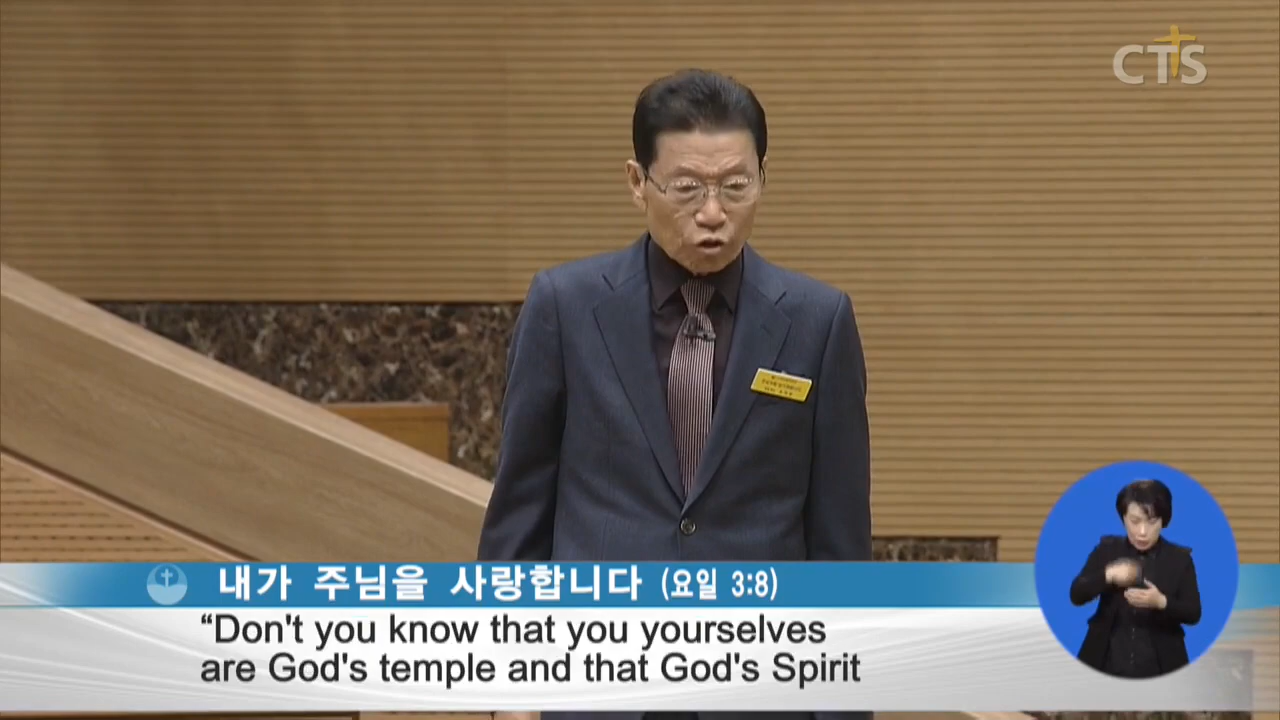 CTS
내가 주님을 사랑합니다 (요일 3:8)
“Don't you know that you yourselves
are God's temple and that God's Spirit